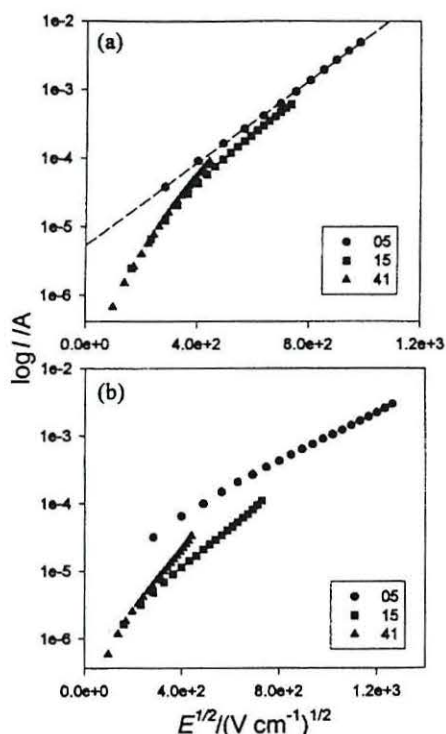 (a)
1e-2
1e-3
1e-4
1e-5
1e-6
05
15
41
0.0e+0 4.0e+2 8.0e+2 1.2e+3
log I/A
(b)
1e-2
1e-3
1e-4
1e-5
1e-6
05
15
41
0.0e+0 4.0e+2 8.0e+2 1.2e+3
E^{1/2}/(V cm^{-1})^{1/2}